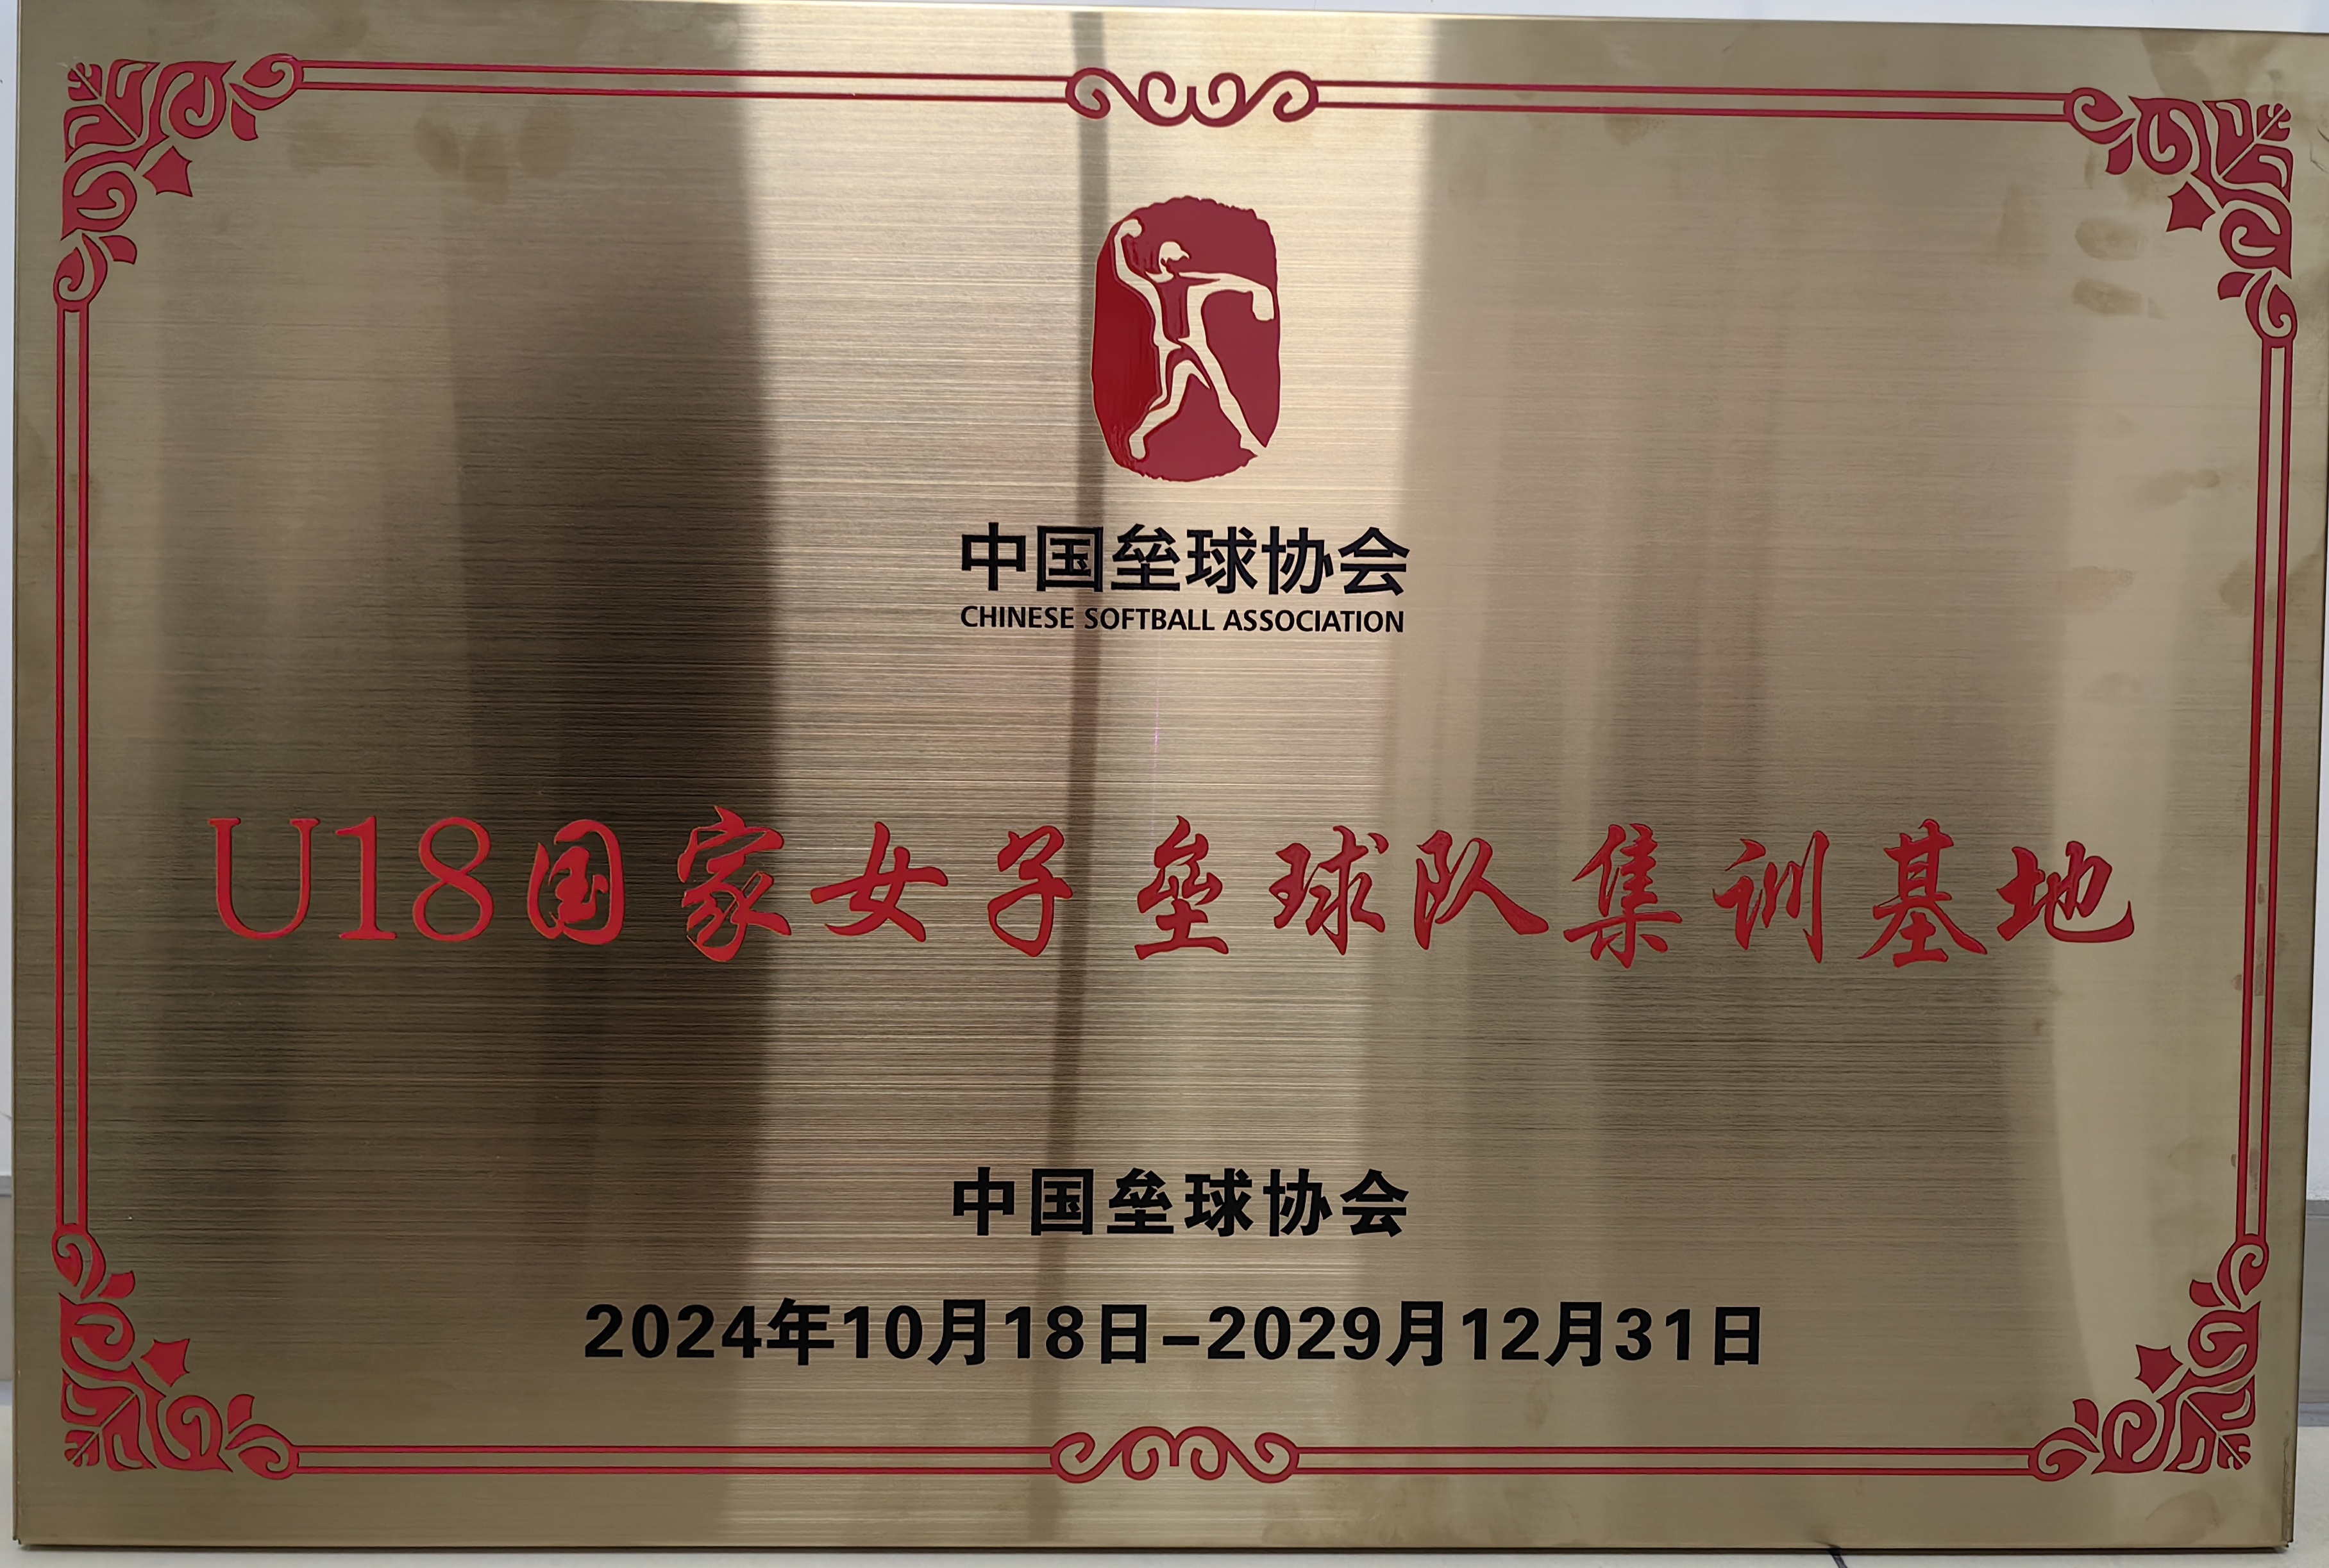 中国垒球协会
CHINESE SOFTBALL ASSOCIATION
U18国家女子垒球队集训基地
中国垒球协会
2024年10月18日-2029月12月31日